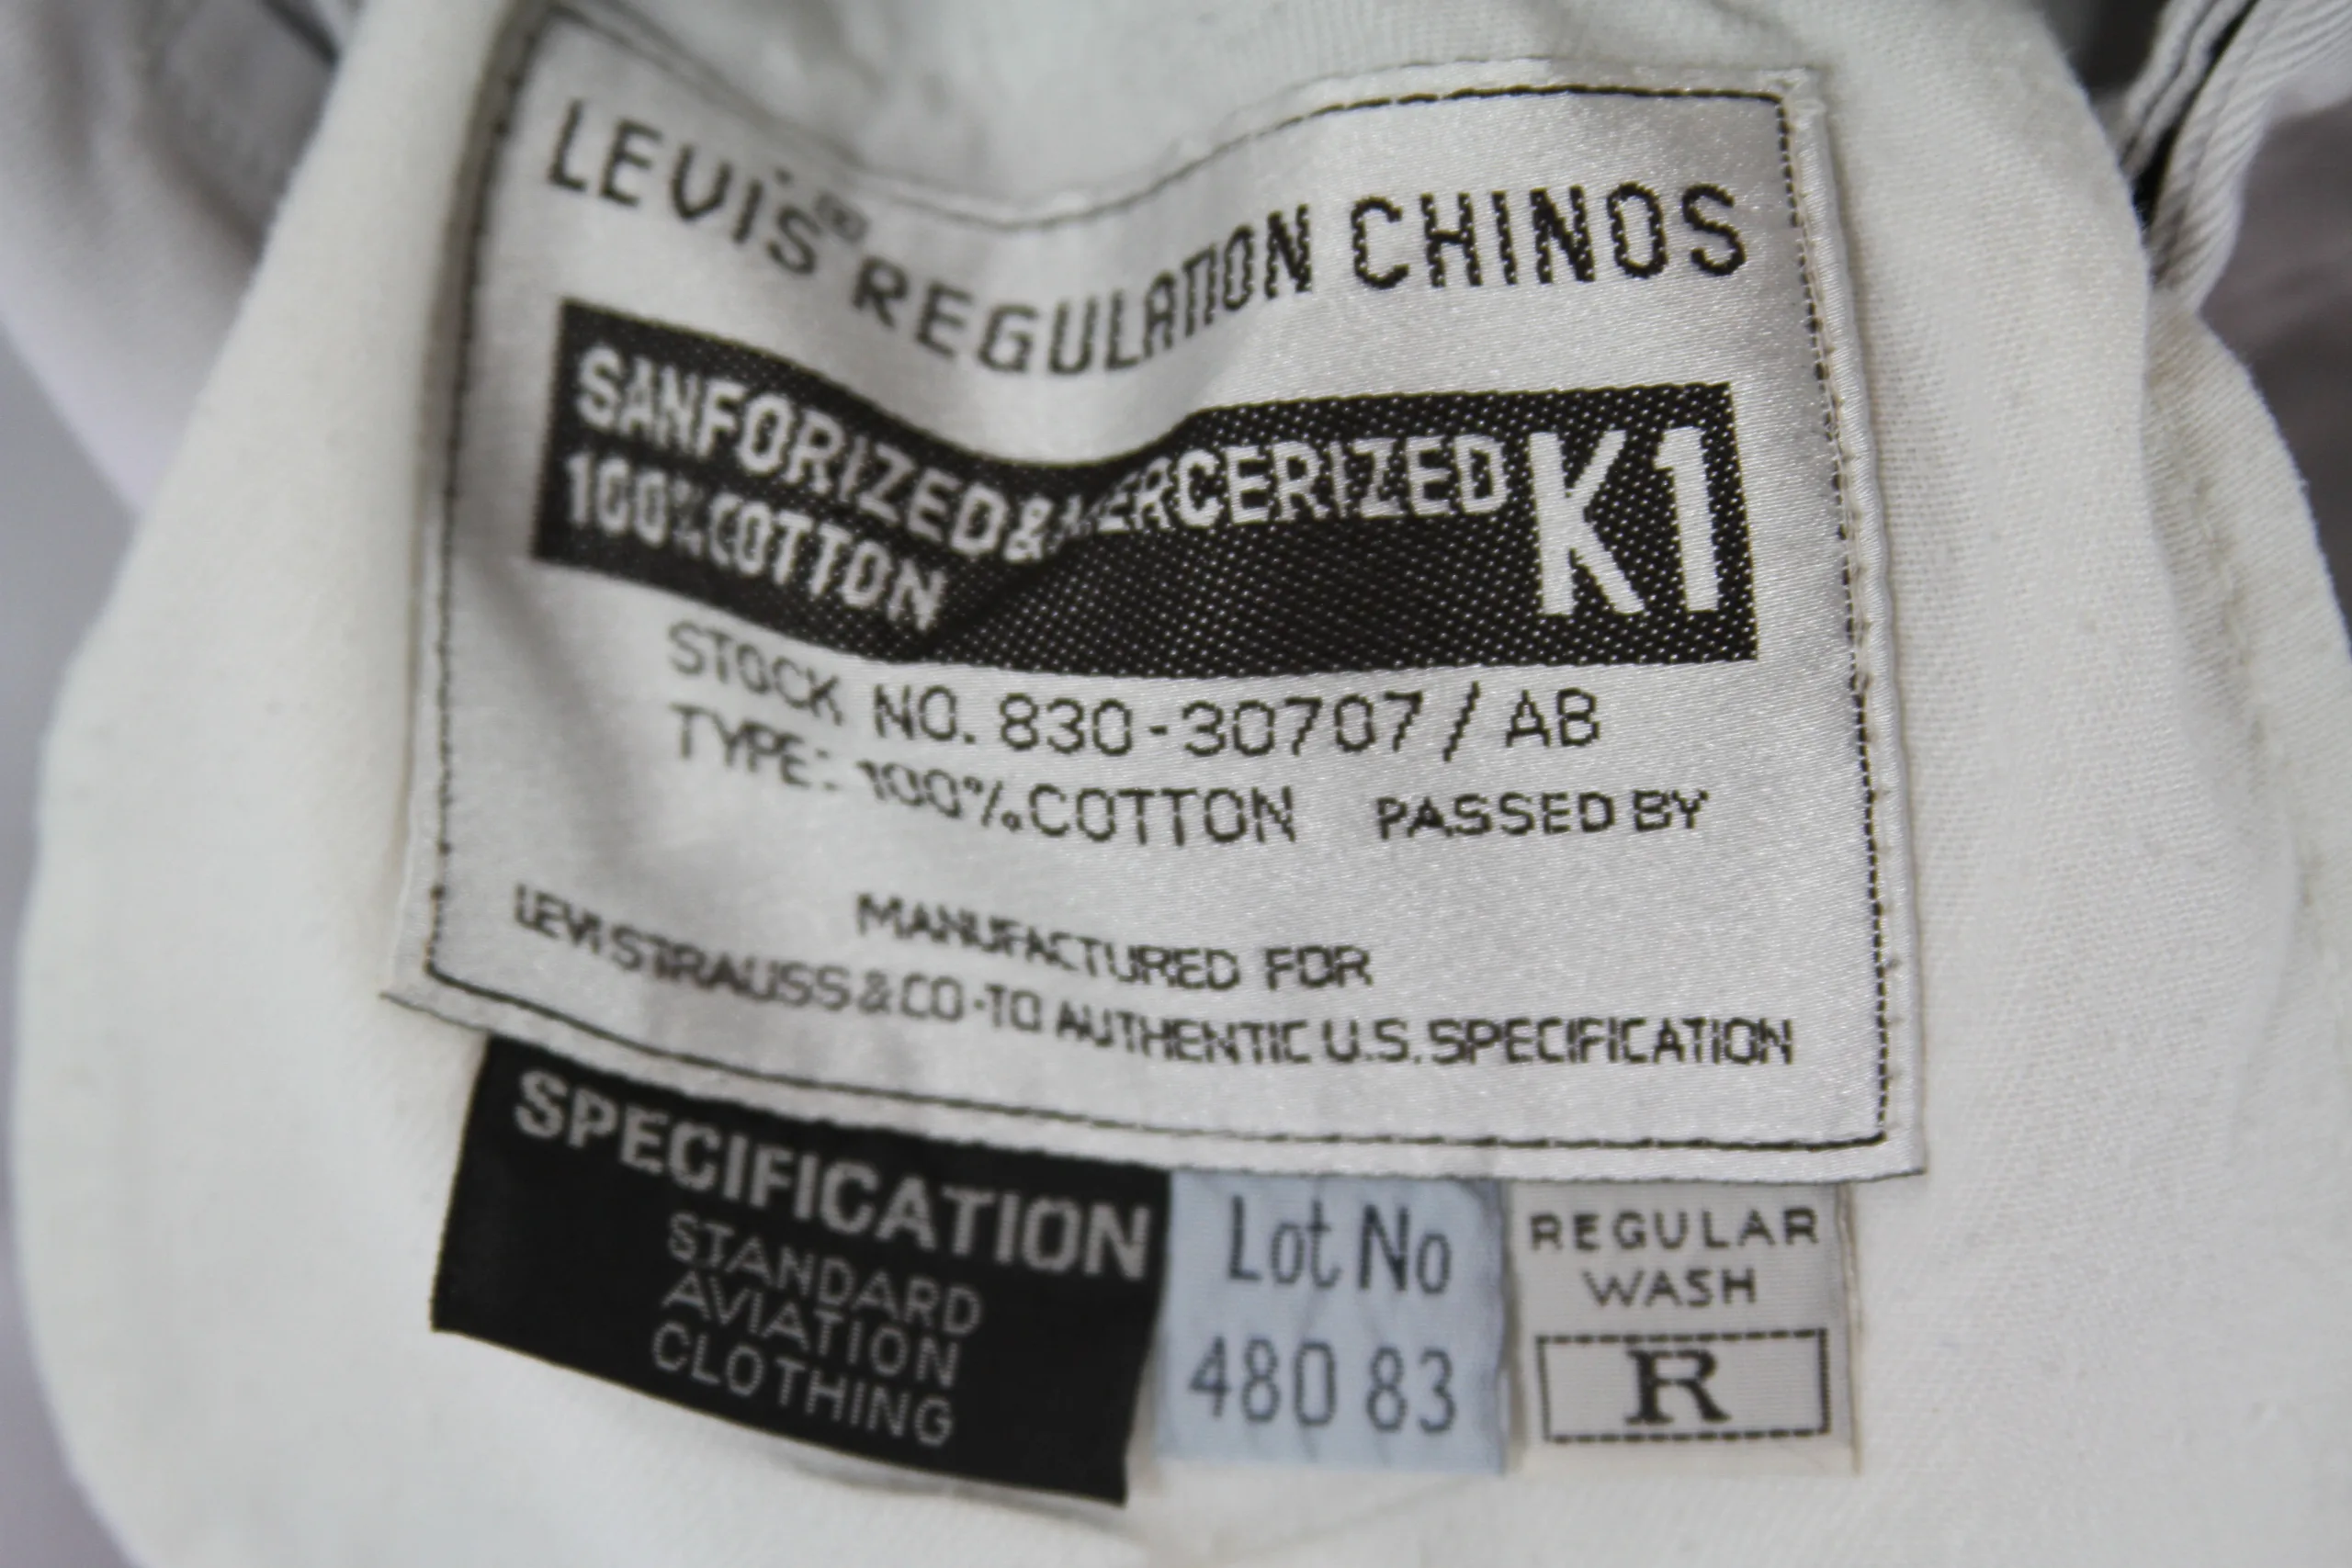 LEVI'S® REGULATION CHINOS
SANFORIZED & MERCERIZED K1
100% COTTON
STOCK NO. 830-30707 / AB
TYPE: 100% COTTON PASSED BY
MANUFACTURED FOR
LEVI STRAUSS & CO - TO AUTHENTIC U.S. SPECIFICATION
SPECIFICATION
STANDARD
AVIATION
CLOTHING
Lot No
480 83
REGULAR
WASH
R